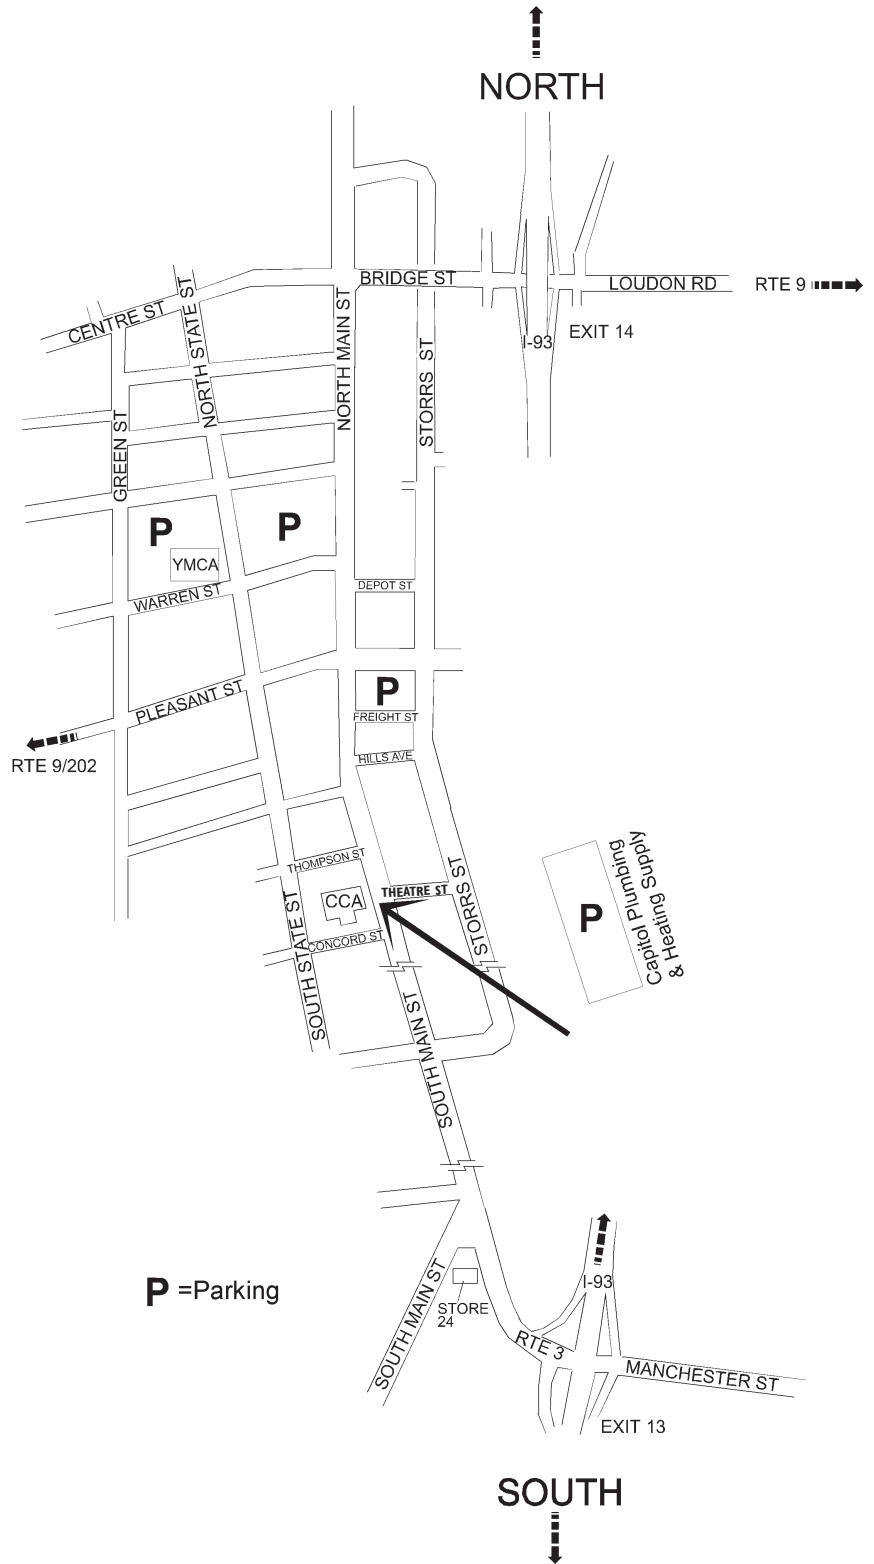 NORTH
BRIDGE ST
LOUDON RD
RTE 9
CENTRE ST
NORTH STATE ST
NORTH MAIN ST
STORRS ST
I-93
EXIT 14
GREEN ST
P
P
YMCA
WARREN ST
DEPOT ST
PLEASANT ST
P
FREIGHT ST
RTE 9/202
HILLS AVE
THOMPSON ST
THEATRE ST
CCA
CONCORD ST
SOUTH STATE ST
STORRS ST
P
Capitol Plumbing
& Heating Supply
SOUTH MAIN ST
P =Parking
SOUTH MAIN ST
STORE
24
I-93
RTE 3
MANCHESTER ST
EXIT 13
SOUTH